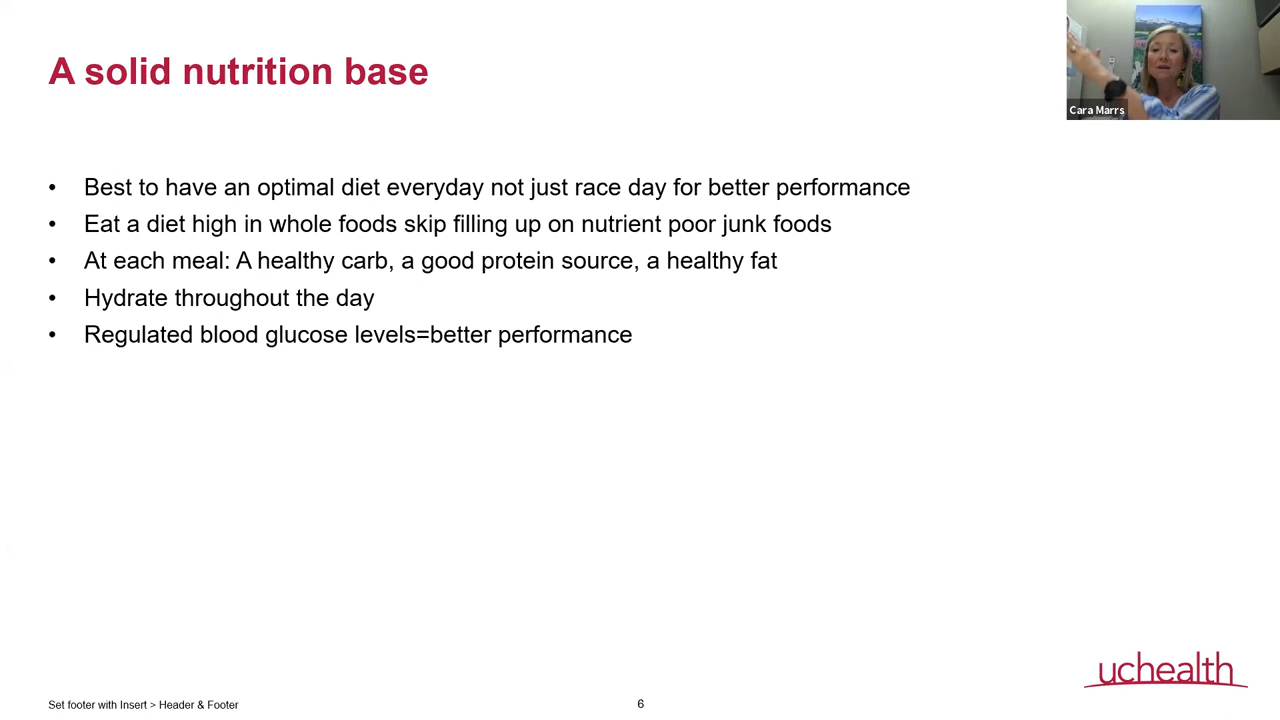 A solid nutrition base
Cara Marrs
• Best to have an optimal diet everyday not just race day for better performance
• Eat a diet high in whole foods skip filling up on nutrient poor junk foods
• At each meal: A healthy carb, a good protein source, a healthy fat
• Hydrate throughout the day
• Regulated blood glucose levels=better performance
uchealth
Set footer with Insert > Header & Footer
6